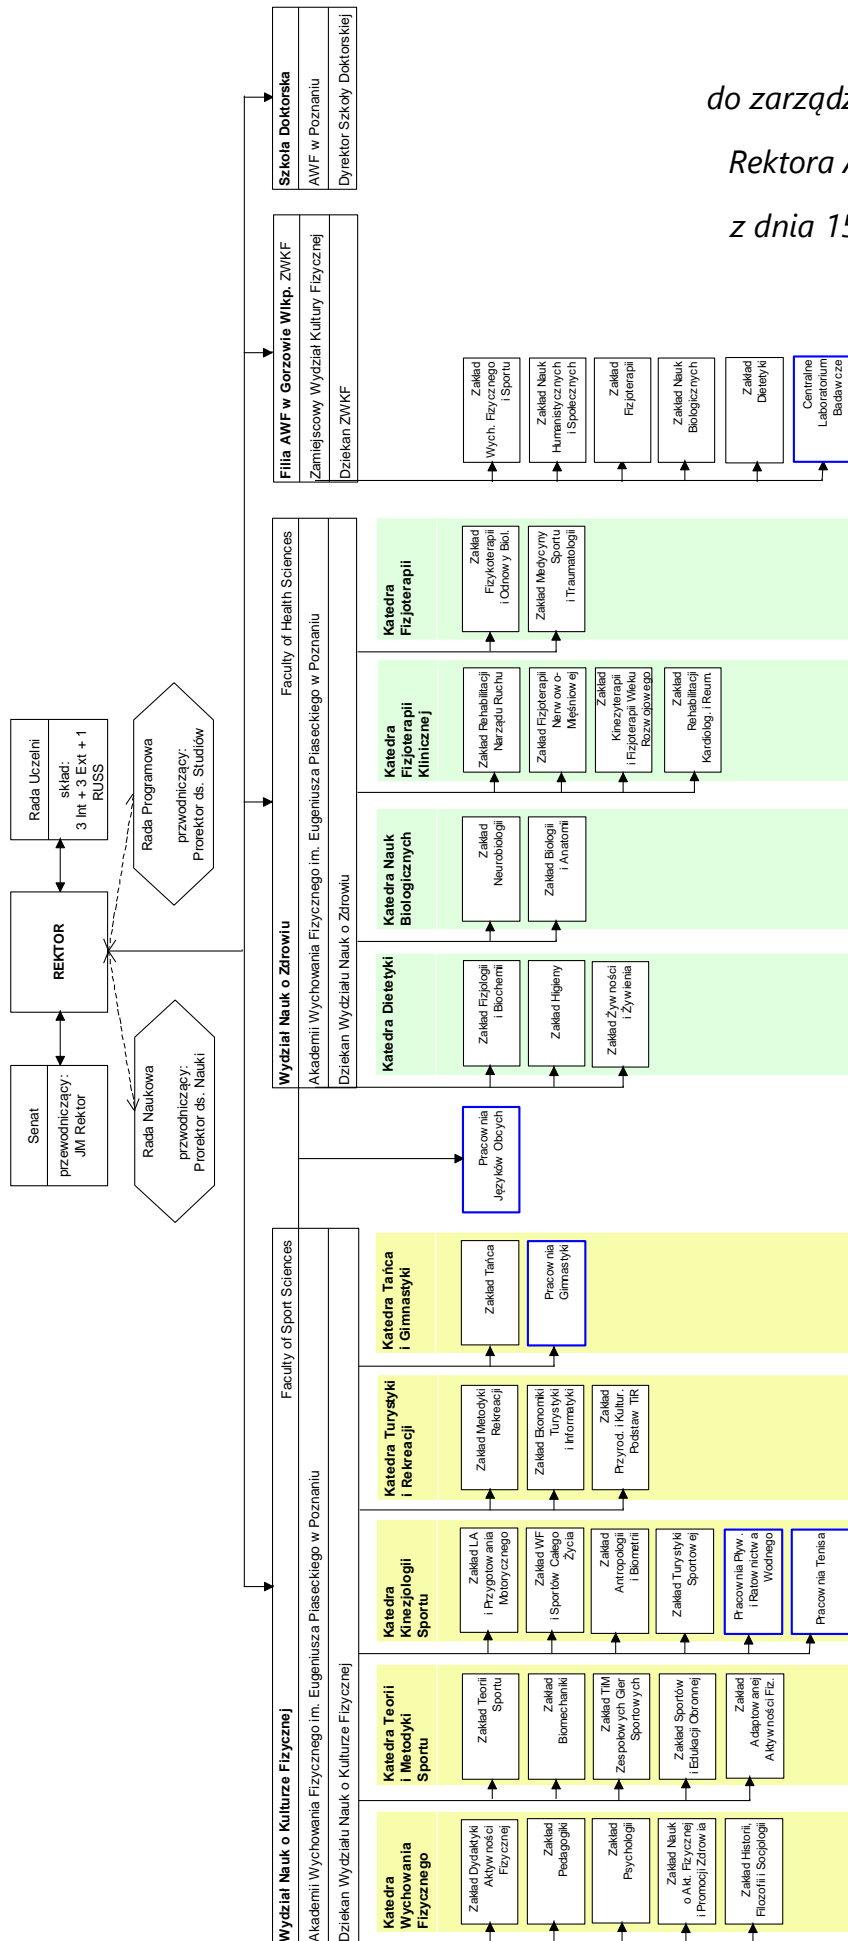 do zarządz
Rektora A
z dnia 15
Senat
przewodniczący:
JM Rektor
REKTOR
Rada Uczelni
skład:
3 Int + 3 Ext + 1
RUSS
Rada Naukowa
przwodniczący:
Prorektor ds. Nauki
Rada Programowa
przwodniczący:
Prorektor ds. Studiów
Wydział Nauk o Kulturze Fizycznej
Faculty of Sport Sciences
Akademii Wychowania Fizycznego im. Eugeniusza Piaseckiego w Poznaniu
Dziekan Wydziału Nauk o Kulturze Fizycznej
Katedra
Wychowania
Fizycznego
Zakład Dydaktyki
Aktywności
Fizycznej
Zakład
Pedagogiki
Zakład
Psychologii
Zakład Nauk
o Akt. Fizycznej
i Promocji Zdrowia
Zakład Historii,
Filozofii i Socjologii
Katedra Teorii
i Metodyki
Sportu
Zakład Teorii
Sportu
Zakład
Biomechaniki
Zakład TiM
Zespołowych Gier
Sportowych
Zakład Sportów
i Edukacji Obronnej
Zakład
Adaptowanej
Aktywności Fiz.
Katedra
Kinezjologii
Sportu
Zakład LA
i Przygotowania
Motorycznego
Zakład WF
i Sportów Całego
Życia
Zakład
Antropologii
i Biometrii
Zakład Turystyki
Sportowej
Pracownia Pływ.
i Ratownictwa
Wodnego
Pracownia Tenisa
Katedra Turystyki
i Rekreacji
Zakład Metodyki
Rekreacji
Zakład Ekonomiki
Turystyki
i Informatyki
Zakład
Przyrod. i Kultur.
Podstaw TiR
Katedra Tańca
i Gimnastyki
Zakład Tańca
Pracownia
Gimnastyki
Pracownia
Języków Obcych
Wydział Nauk o Zdrowiu
Faculty of Health Sciences
Akademii Wychowania Fizycznego im. Eugeniusza Piaseckiego w Poznaniu
Dziekan Wydziału Nauk o Zdrowiu
Katedra Dietetyki
Zakład Fizjologii
i Biochemii
Zakład Higieny
Zakład Żywności
i Żywienia
Katedra Nauk
Biologicznych
Zakład
Neurobiologii
Zakład Biologii
i Anatomii
Katedra
Fizjoterapii
Klinicznej
Zakład Rehabilitacji
Narządu Ruchu
Zakład Fizjoterapii
Nerwowo-
Mięśniowej
Zakład
Kinezyterapii
i Fizjoterapii Wieku
Rozwojowego
Zakład
Rehabilitacji
Kardiolog. i Reum.
Katedra
Fizjoterapii
Zakład
Fizykoterapii
i Odnowy Biol.
Zakład Medycyny
Sportu
i Traumatologii
Filia AWF w Gorzowie Wlkp. ZWKF
Zamiejscowy Wydział Kultury Fizycznej
Dziekan ZWKF
Zakład
Wych. Fizycznego
i Sportu
Zakład Nauk
Humanistycznych
i Społecznych
Zakład
Fizjoterapii
Zakład Nauk
Biologicznych
Zakład
Dietetyki
Centralne
Laboratorium
Badawcze
Szkoła Doktorska
AWF w Poznaniu
Dyrektor Szkoły Doktorskiej